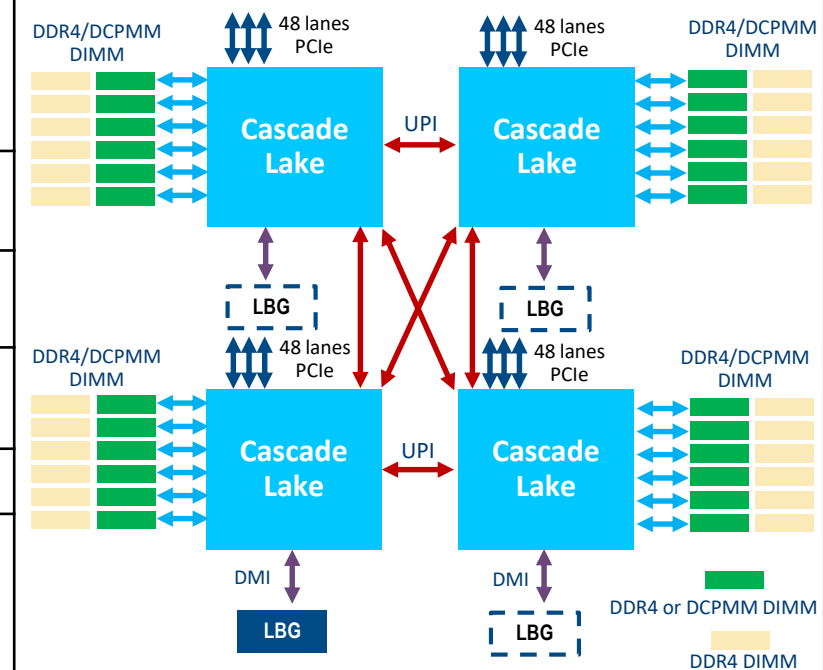 DDR4/DCPMM
DIMM
48 lanes
PCIe
48 lanes
PCIe
DDR4/DCPMM
DIMM
Cascade
Lake
UPI
Cascade
Lake
LBG
LBG
DDR4/DCPMM
DIMM
48 lanes
PCIe
48 lanes
PCIe
DDR4/DCPMM
DIMM
Cascade
Lake
UPI
Cascade
Lake
DMI
DMI
LBG
LBG
DDR4 or DCPMM DIMM
DDR4 DIMM